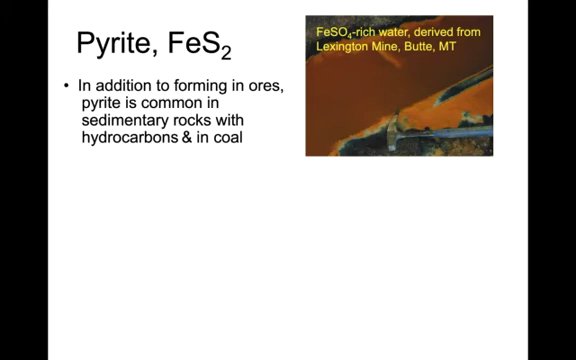 Pyrite, FeS₂
• In addition to forming in ores,
pyrite is common in
sedimentary rocks with
hydrocarbons & in coal
FeSO₄-rich water, derived from
Lexington Mine, Butte, MT